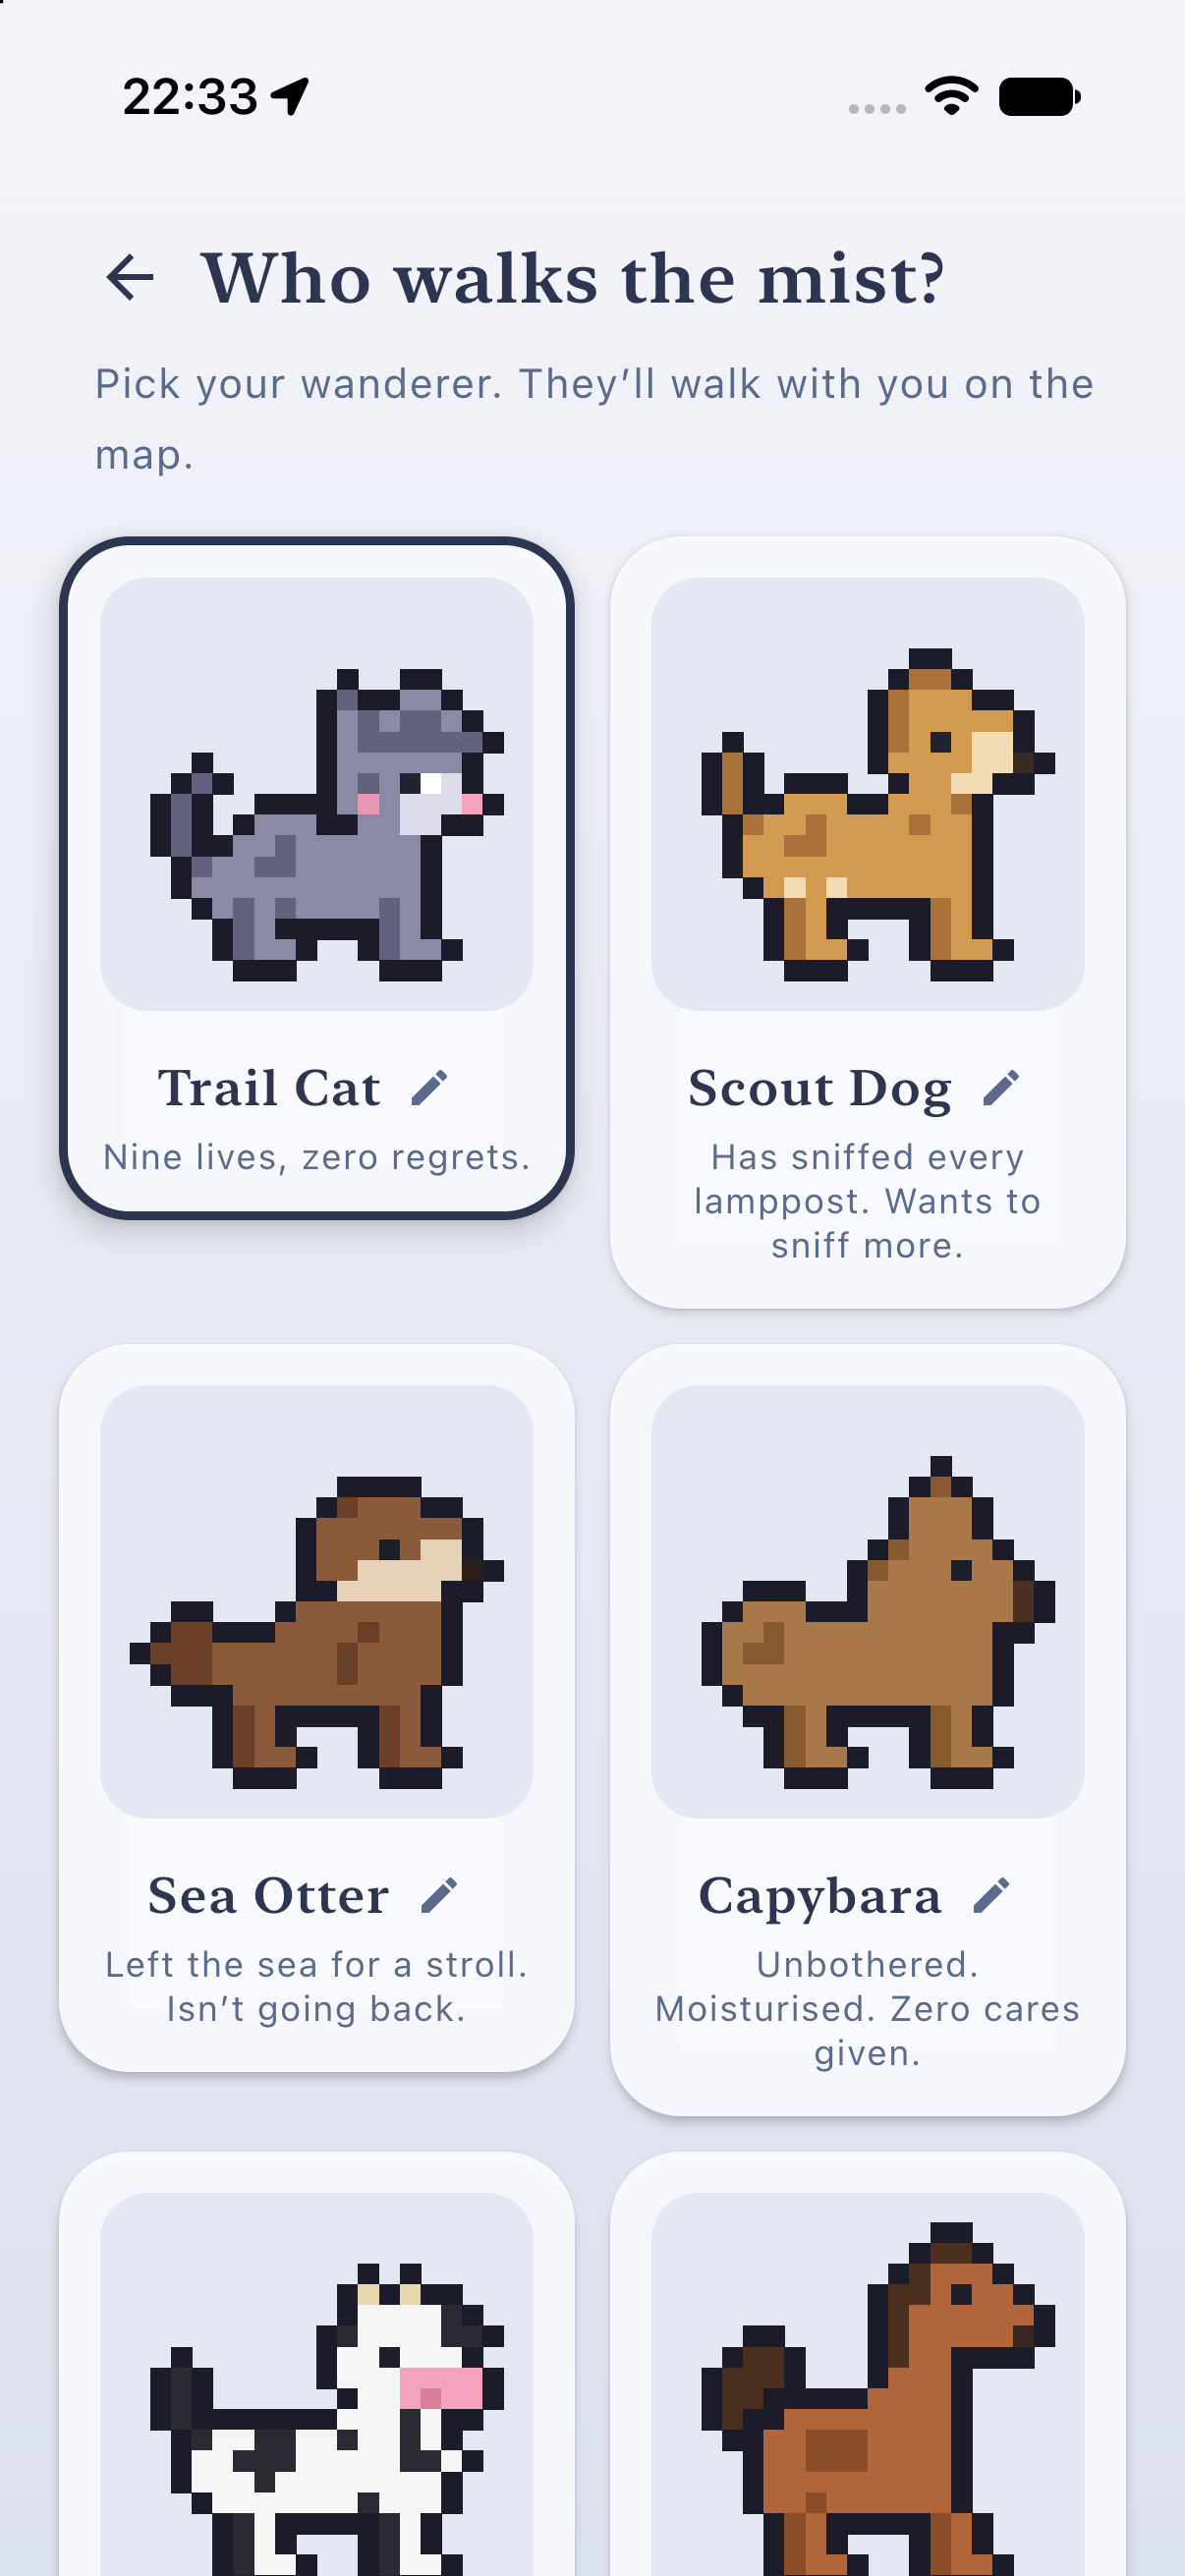 22:33
Who walks the mist?
Pick your wanderer. They’ll walk with you on the
map.
Trail Cat
Nine lives, zero regrets.
Scout Dog
Has sniffed every
lamppost. Wants to
sniff more.
Sea Otter
Left the sea for a stroll.
Isn’t going back.
Capybara
Unbothered.
Moisturised. Zero cares
given.